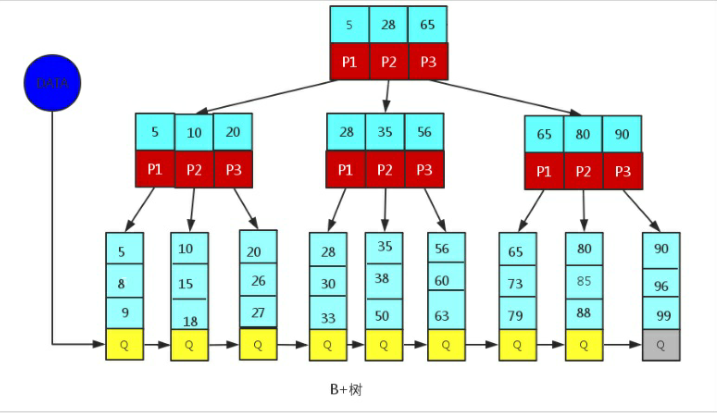 5 28 65
P1 P2 P3
DATA
5 10 20
P1 P2 P3
28 35 56
P1 P2 P3
65 80 90
P1 P2 P3
5
8
9
Q
10
15
18
Q
20
26
27
Q
28
30
33
Q
35
38
50
Q
56
60
63
Q
65
73
79
Q
80
85
88
Q
90
96
99
Q
B+树